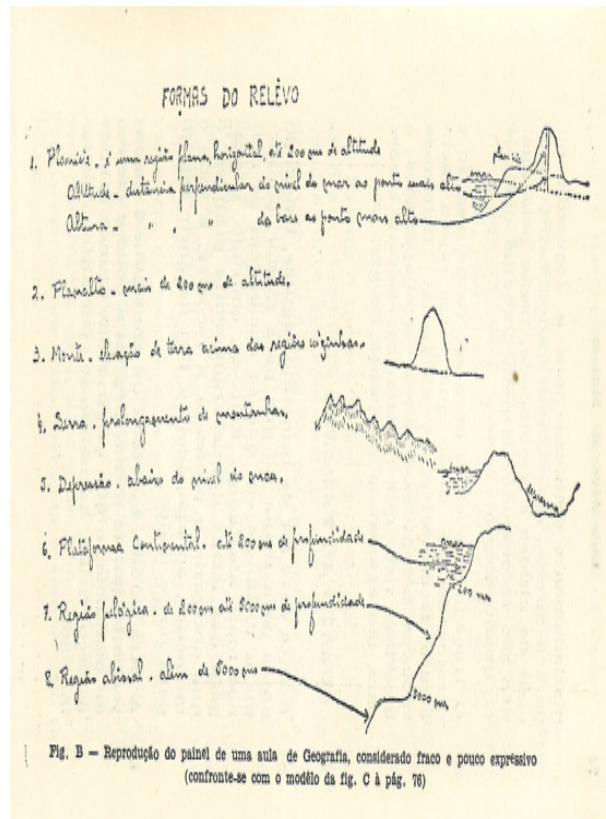 FORMAS DO RELÊVO
1. Planície - é uma região plana, horizontal, até 200 ms de altitude
planície
Altitude - distância perpendicular do nível do mar ao ponto mais alto
Altura - " , " da base ao ponto mais alto
2. Planalto - mais de 200 ms de altitude.
3. Monte - elevação de terra acima das regiões vizinhas.
4. Serra - prolongamento de montanhas.
5. Depressão - abaixo do nível do mar.
6. Plataforma Continental - até 200 ms de profundidade
200 ms
7. Região pelágica - de 200 ms até 5000 ms de profundidade
8. Região abissal - além de 5000 ms
5000 ms
Fig. B — Reprodução do painel de uma aula de Geografia, considerado fraco e pouco expressivo
(confronte-se com o modêlo da fig. C à pág. 76)